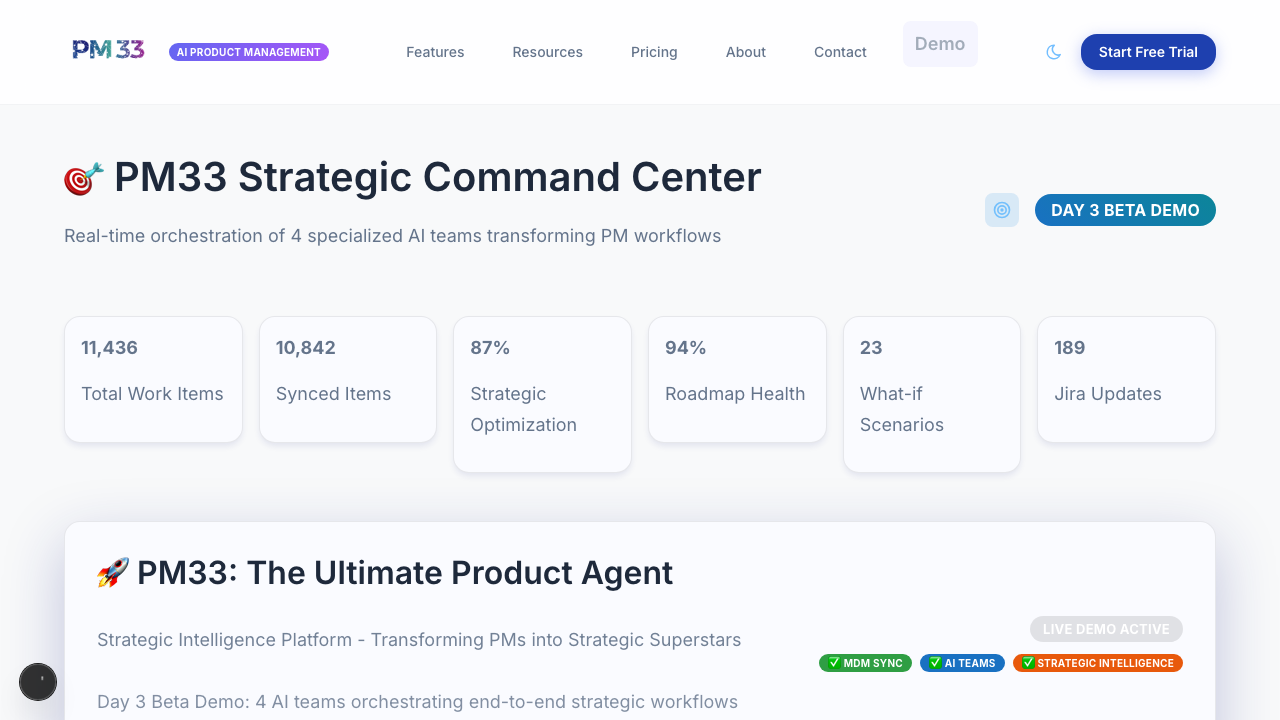 PM33
AI PRODUCT MANAGEMENT
Features
Resources
Pricing
About
Contact
Demo
Start Free Trial
🎯 PM33 Strategic Command Center
Real-time orchestration of 4 specialized AI teams transforming PM workflows
DAY 3 BETA DEMO
11,436
Total Work Items
10,842
Synced Items
87%
Strategic
Optimization
94%
Roadmap Health
23
What-if
Scenarios
189
Jira Updates
🚀 PM33: The Ultimate Product Agent
Strategic Intelligence Platform - Transforming PMs into Strategic Superstars
LIVE DEMO ACTIVE
✅ MDM SYNC
✅ AI TEAMS
✅ STRATEGIC INTELLIGENCE
Day 3 Beta Demo: 4 AI teams orchestrating end-to-end strategic workflows